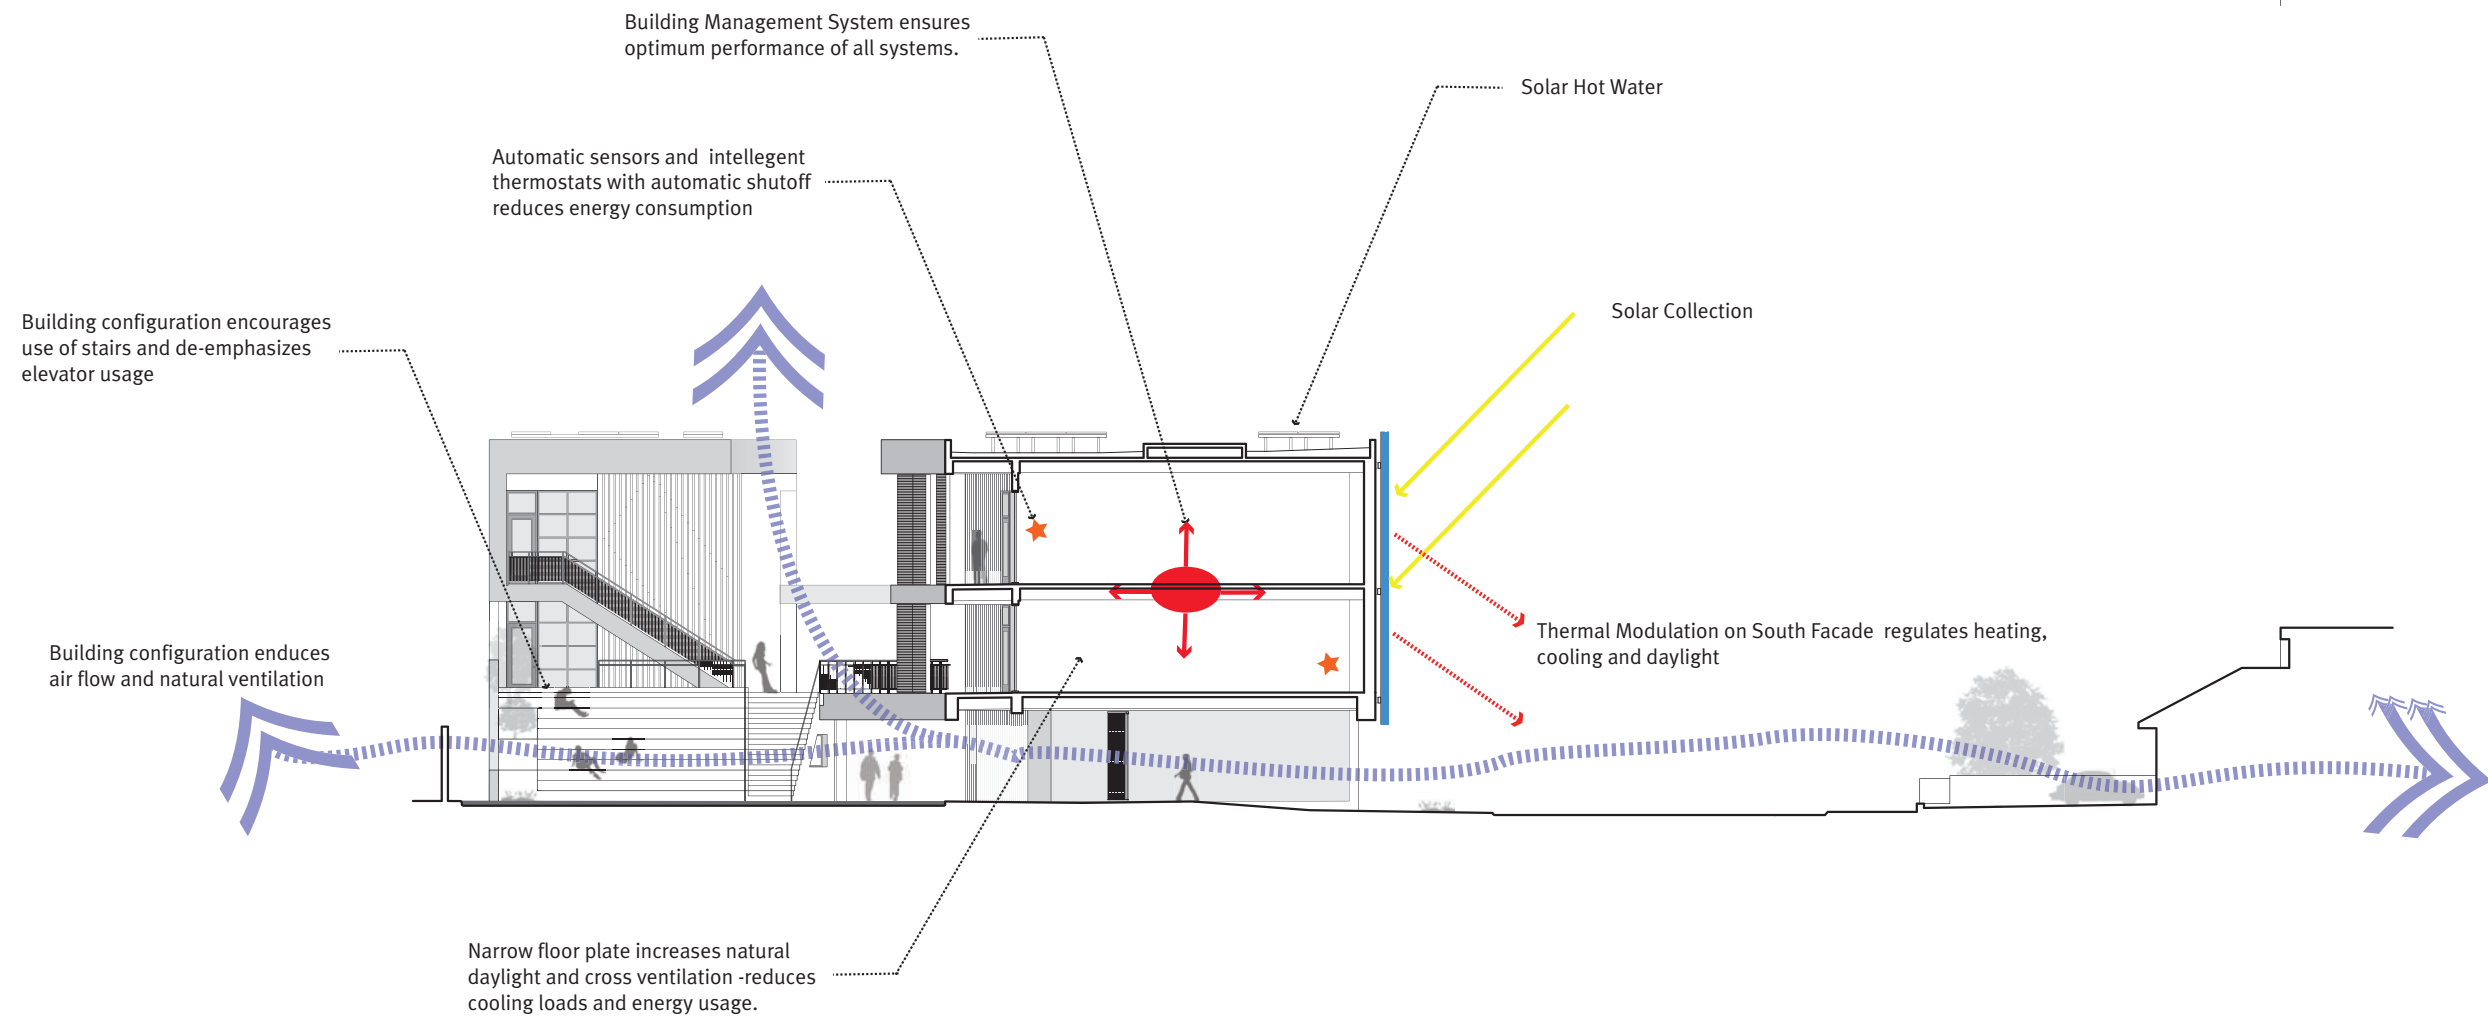 Building Management System ensures
optimum performance of all systems.
Solar Hot Water
Automatic sensors and  intellegent
thermostats with automatic shutoff
reduces energy consumption
Solar Collection
Building configuration encourages
use of stairs and de-emphasizes
elevator usage
Building configuration enduces
air flow and natural ventilation
Thermal Modulation on South Facade  regulates heating,
cooling and daylight
Narrow floor plate increases natural
daylight and cross ventilation -reduces
cooling loads and energy usage.